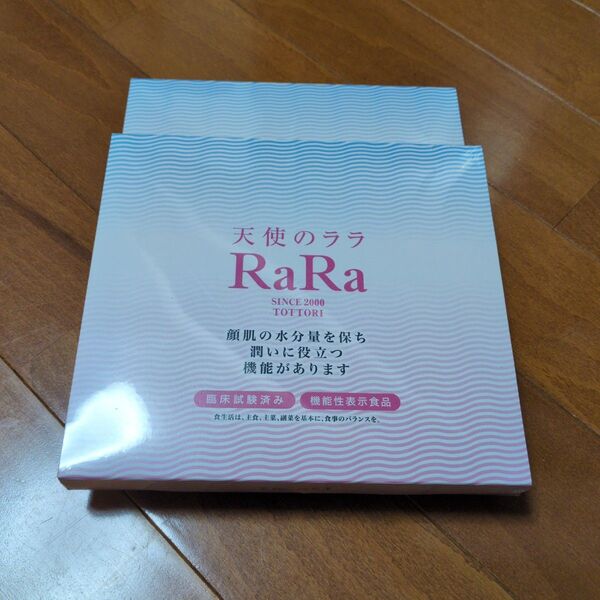 天使のララ
RaRa
SINCE 2000
TOTTORI
顔肌の水分量を保ち
潤いに役立つ
機能があります
臨床試験済み 機能性表示食品
食生活は、主食、主菜、副菜を基本に、食事のバランスを。